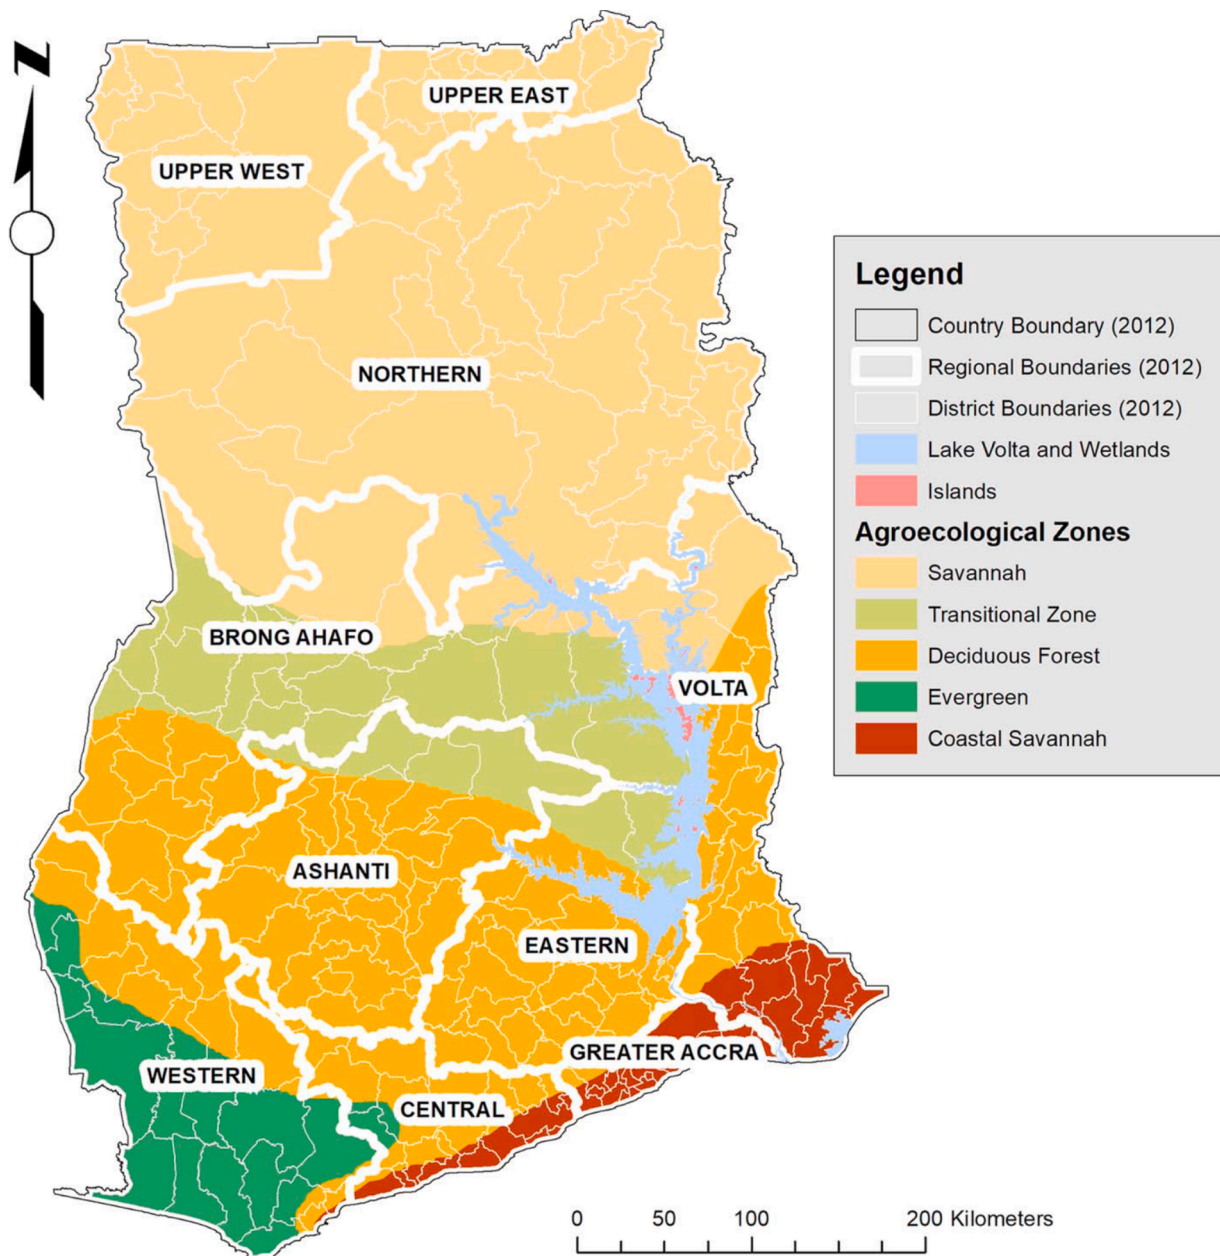 N
UPPER EAST
UPPER WEST
NORTHERN
BRONG AHAFO
VOLTA
ASHANTI
EASTERN
GREATER ACCRA
WESTERN
CENTRAL
Legend
Country Boundary (2012)
Regional Boundaries (2012)
District Boundaries (2012)
Lake Volta and Wetlands
Islands
Agroecological Zones
Savannah
Transitional Zone
Deciduous Forest
Evergreen
Coastal Savannah
0 50 100 200 Kilometers